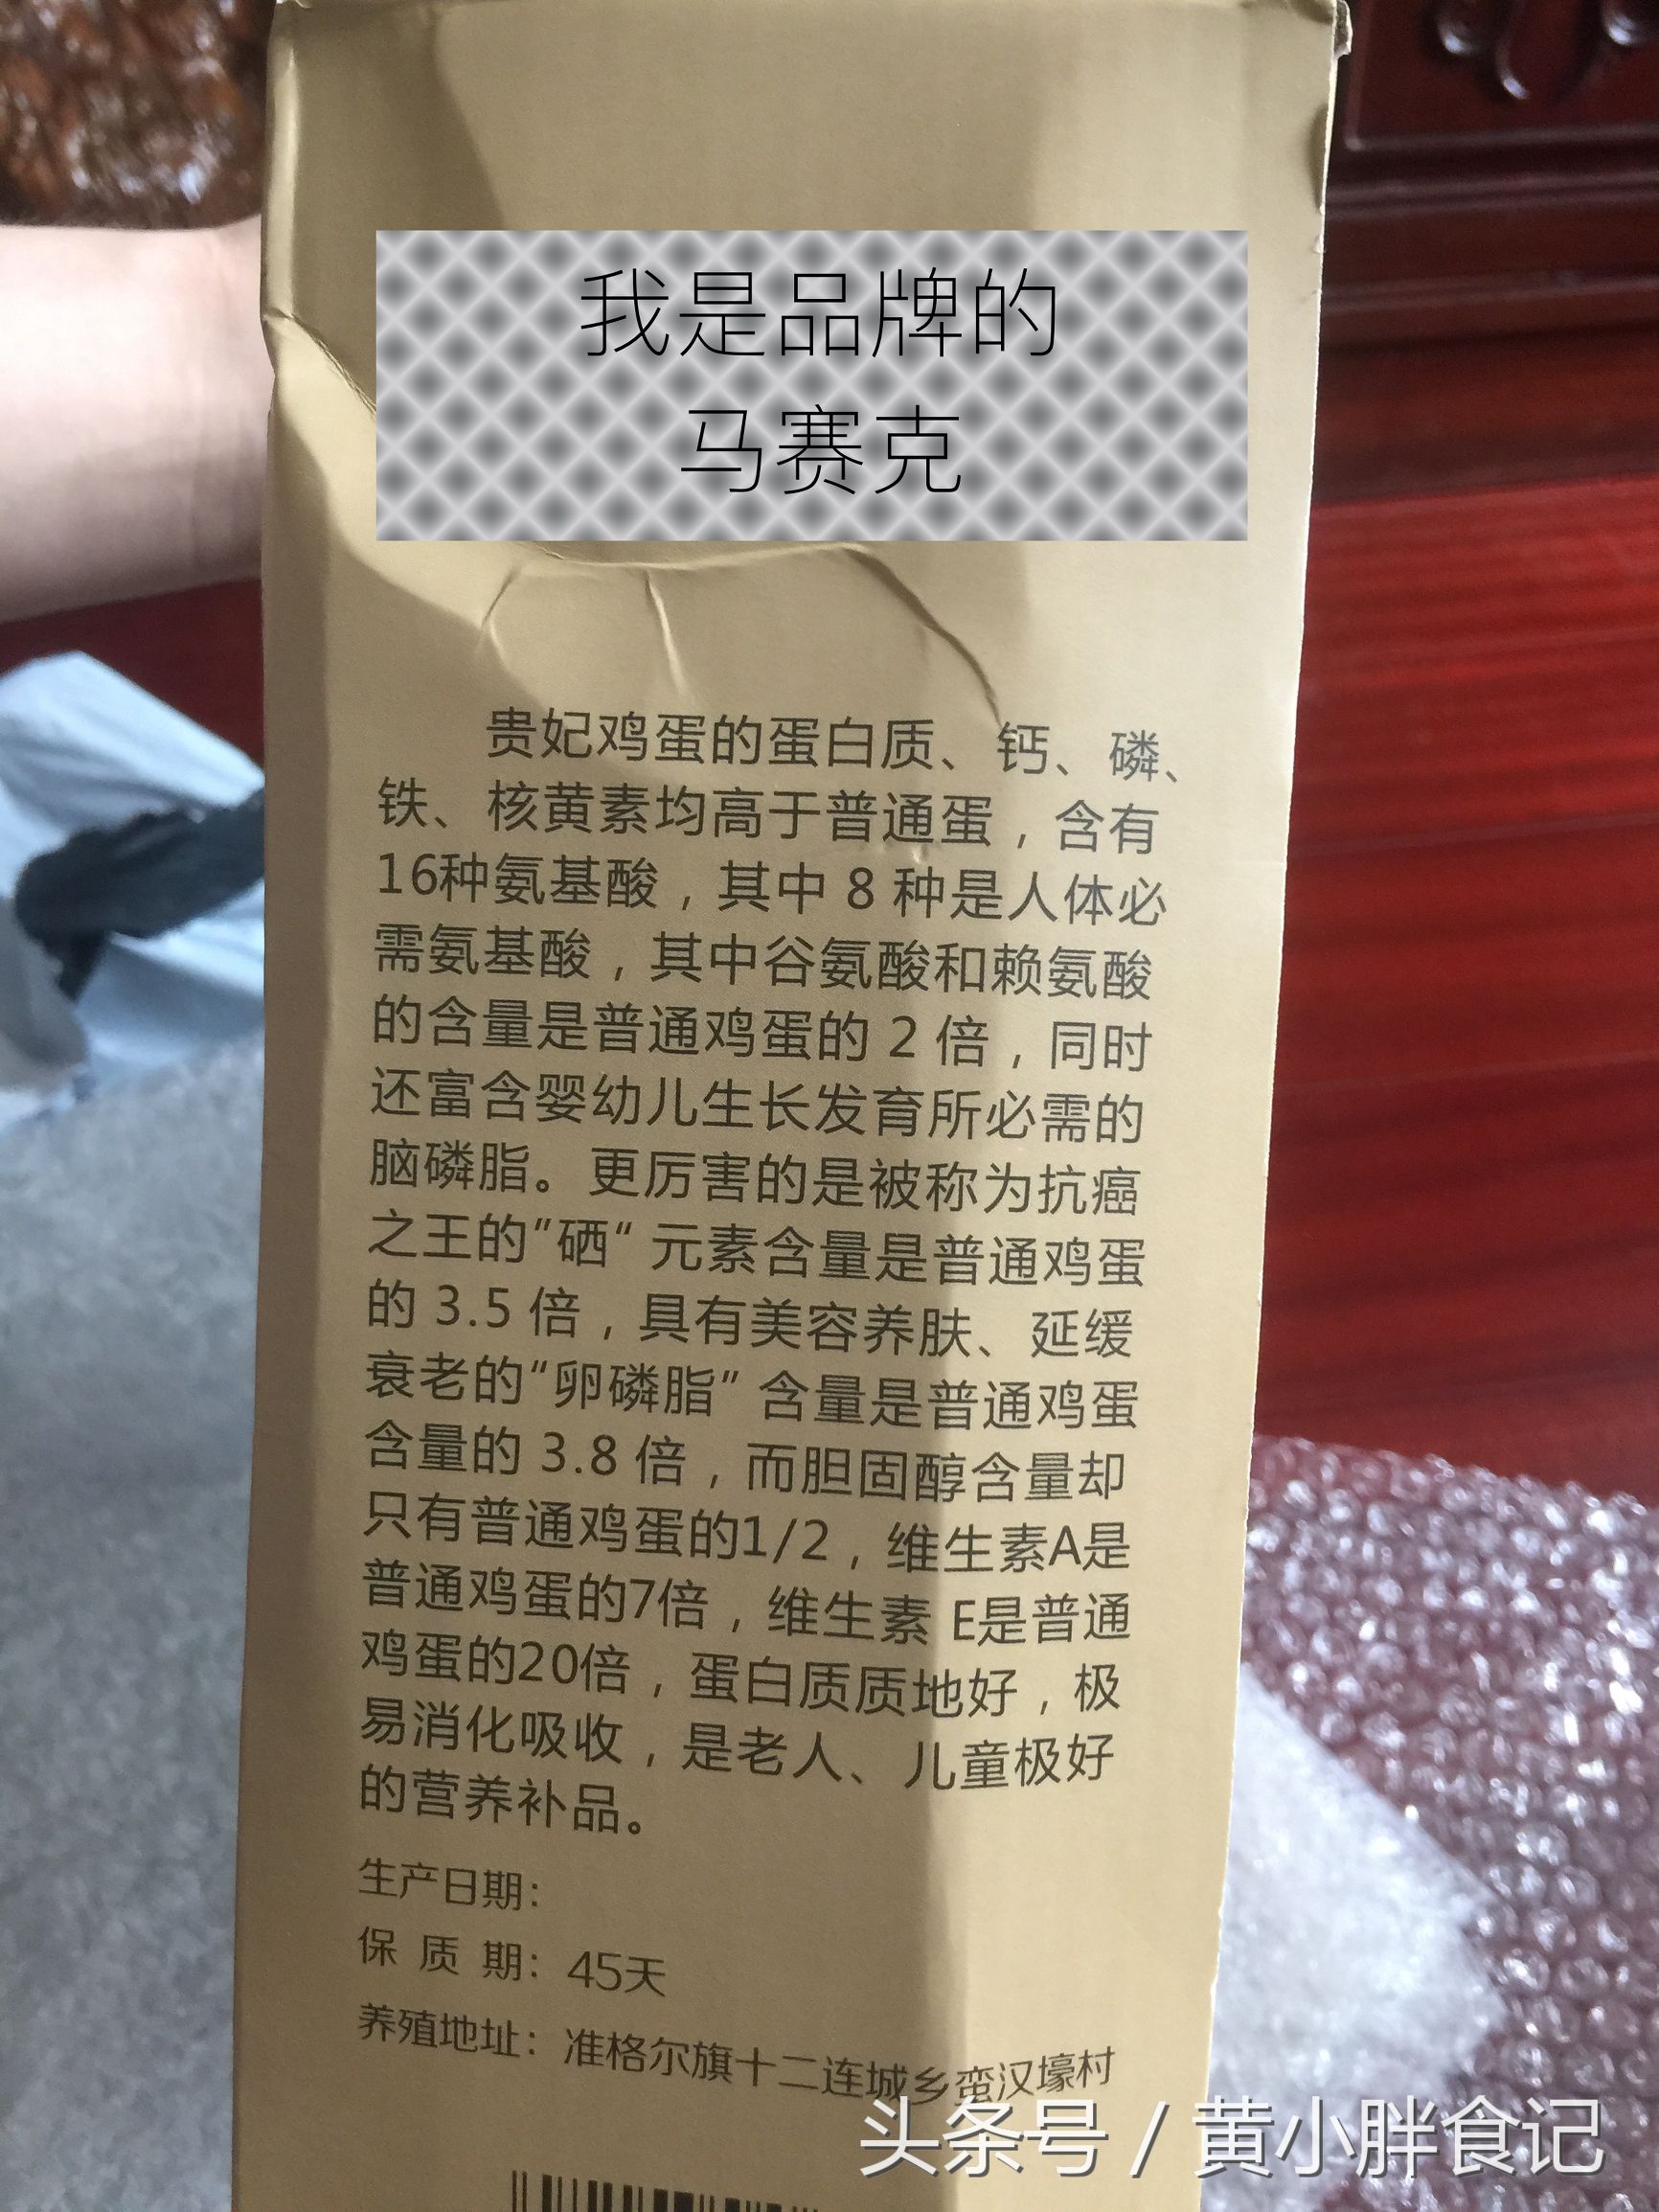 我是品牌的
马赛克
贵妃鸡蛋的蛋白质、钙、磷、
铁、核黄素均高于普通蛋，含有
16种氨基酸，其中 8 种是人体必
需氨基酸，其中谷氨酸和赖氨酸
的含量是普通鸡蛋的 2 倍，同时
还富含婴幼儿生长发育所必需的
脑磷脂。更厉害的是被称为抗癌
之王的”硒“ 元素含量是普通鸡蛋
的 3.5 倍，具有美容养肤、延缓
衰老的“卵磷脂” 含量是普通鸡蛋
含量的 3.8 倍，而胆固醇含量却
只有普通鸡蛋的1/2，维生素A是
普通鸡蛋的7倍，维生素 E是普通
鸡蛋的20倍，蛋白质质地好，极
易消化吸收，是老人、儿童极好
的营养补品。
生产日期：
保 质 期：45天
养殖地址：准格尔旗十二连城乡蛮汉壕村
头条号 / 黄小胖食记